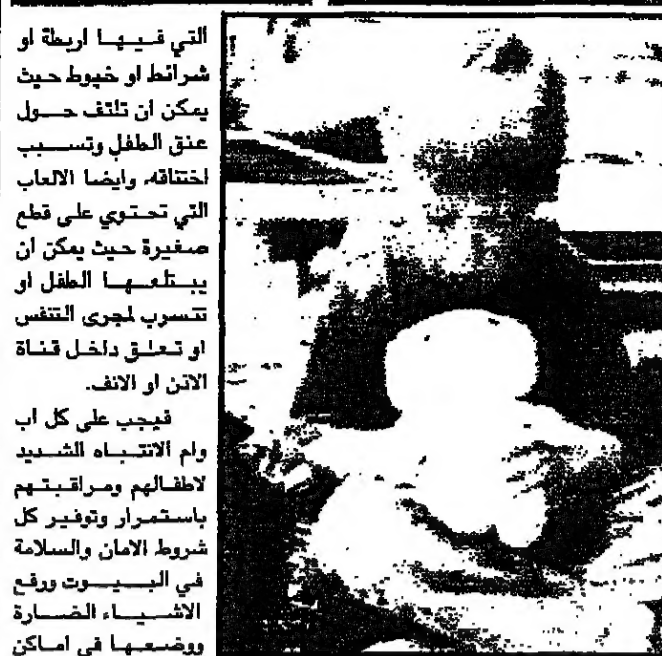 التي فيها اربطة او
شرائط او خيوط حيث
يمكن ان تلتف حول
عنق الطفل وتسبب
اختناقه، وايضا الالعاب
التي تحتوي على قطع
صغيرة حيث يمكن ان
يبتلعها الطفل او
تتسرب لمجرى التنفس
او تعلق داخل قناة
الاذن او الانف.
فيجب على كل اب
وام الانتباه الشديد
لاطفالهم ومراقبتهم
باستمرار وتوفير كل
شروط الامان والسلامة
في البيوت ورفع
الاشياء الضارة
ووضعها في اماكن